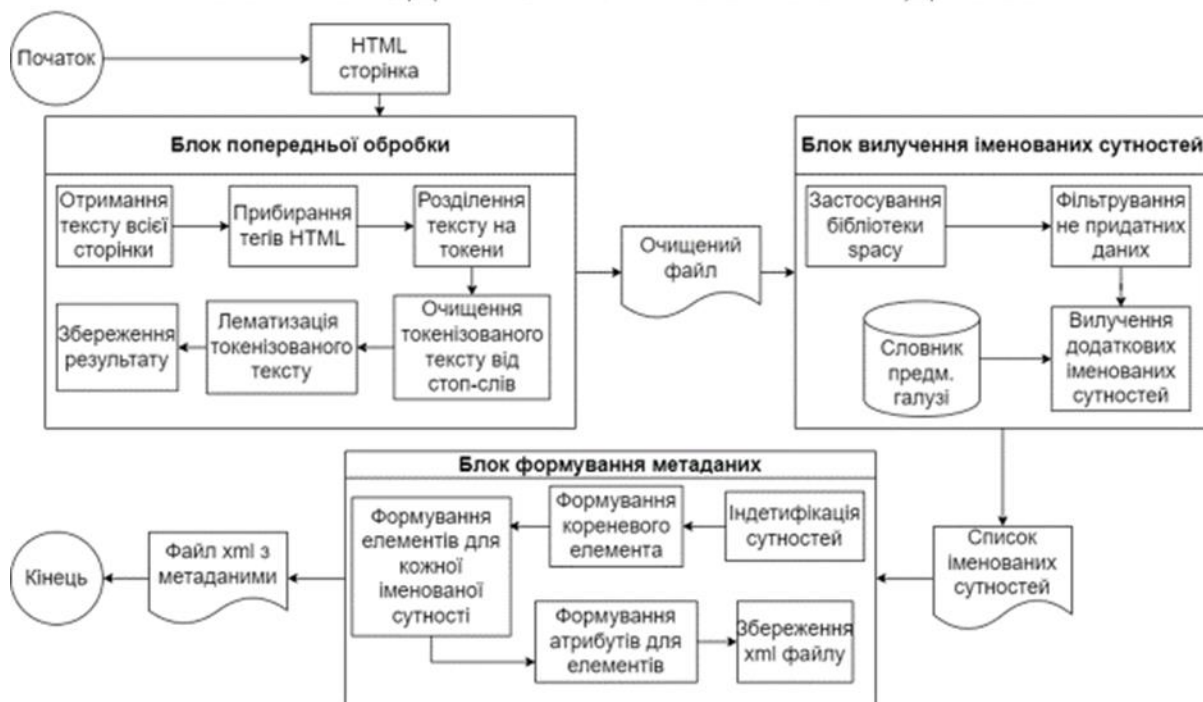 Початок
HTML
сторінка
Блок попередньої обробки
Отримання
тексту всієї
сторінки
Прибирання
тегів HTML
Розділення
тексту на
токени
Очищення
токенізованого
тексту від
стоп-слів
Лематизація
токенізованого
тексту
Збереження
результату
Очищений
файл
Блок вилучення іменованих сутностей
Застосування
бібліотеки
spacy
Фільтрування
не придатних
даних
Словник
предм.
галузі
Вилучення
додаткових
іменованих
сутностей
Список
іменованих
сутностей
Блок формування метаданих
Індетифікація
сутностей
Формування
кореневого
елемента
Формування
елементів для
кожної
іменованої
сутності
Формування
атрибутів для
елементів
Збереження
xml файлу
Файл xml з
метаданими
Кінець